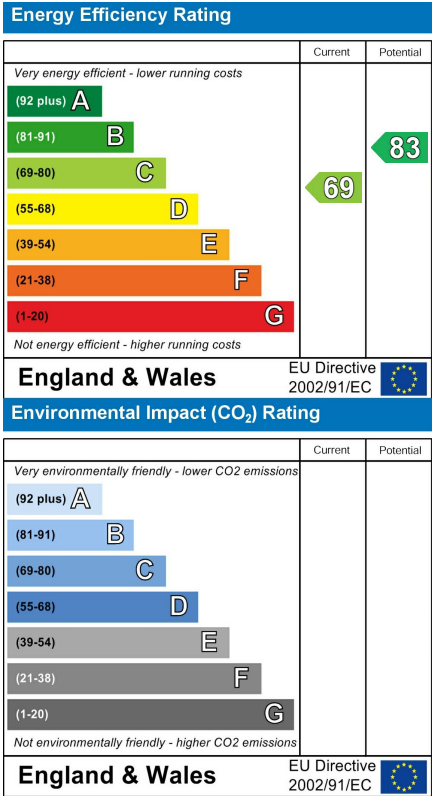 Energy Efficiency Rating
Current Potential
Very energy efficient - lower running costs
(92 plus) A
(81-91) B
83
(69-80) C
69
(55-68) D
(39-54) E
(21-38) F
(1-20) G
Not energy efficient - higher running costs
England & Wales
EU Directive
2002/91/EC
Environmental Impact (CO₂) Rating
Current Potential
Very environmentally friendly - lower CO2 emissions
(92 plus) A
(81-91) B
(69-80) C
(55-68) D
(39-54) E
(21-38) F
(1-20) G
Not environmentally friendly - higher CO2 emissions
England & Wales
EU Directive
2002/91/EC